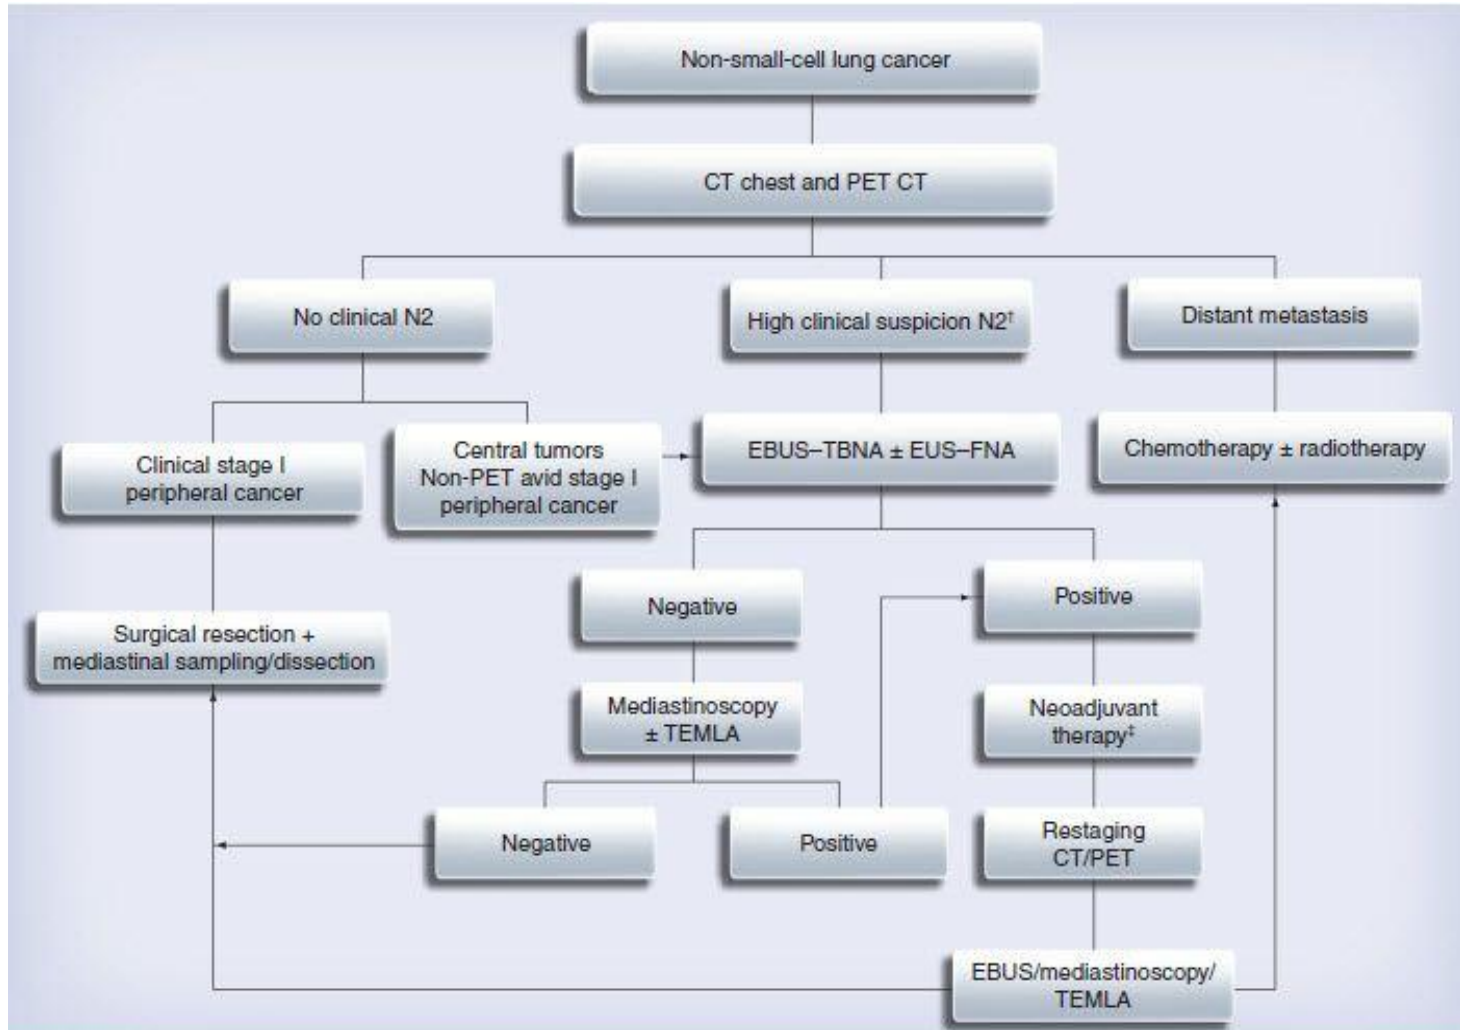 Non-small-cell lung cancer
CT chest and PET CT
No clinical N2
High clinical suspicion N2†
Distant metastasis
Clinical stage I
peripheral cancer
Central tumors
Non-PET avid stage I
peripheral cancer
EBUS–TBNA ± EUS–FNA
Chemotherapy ± radiotherapy
Negative
Positive
Surgical resection +
mediastinal sampling/dissection
Mediastinoscopy
± TEMLA
Neoadjuvant
therapy‡
Negative
Positive
Restaging
CT/PET
EBUS/mediastinoscopy/
TEMLA